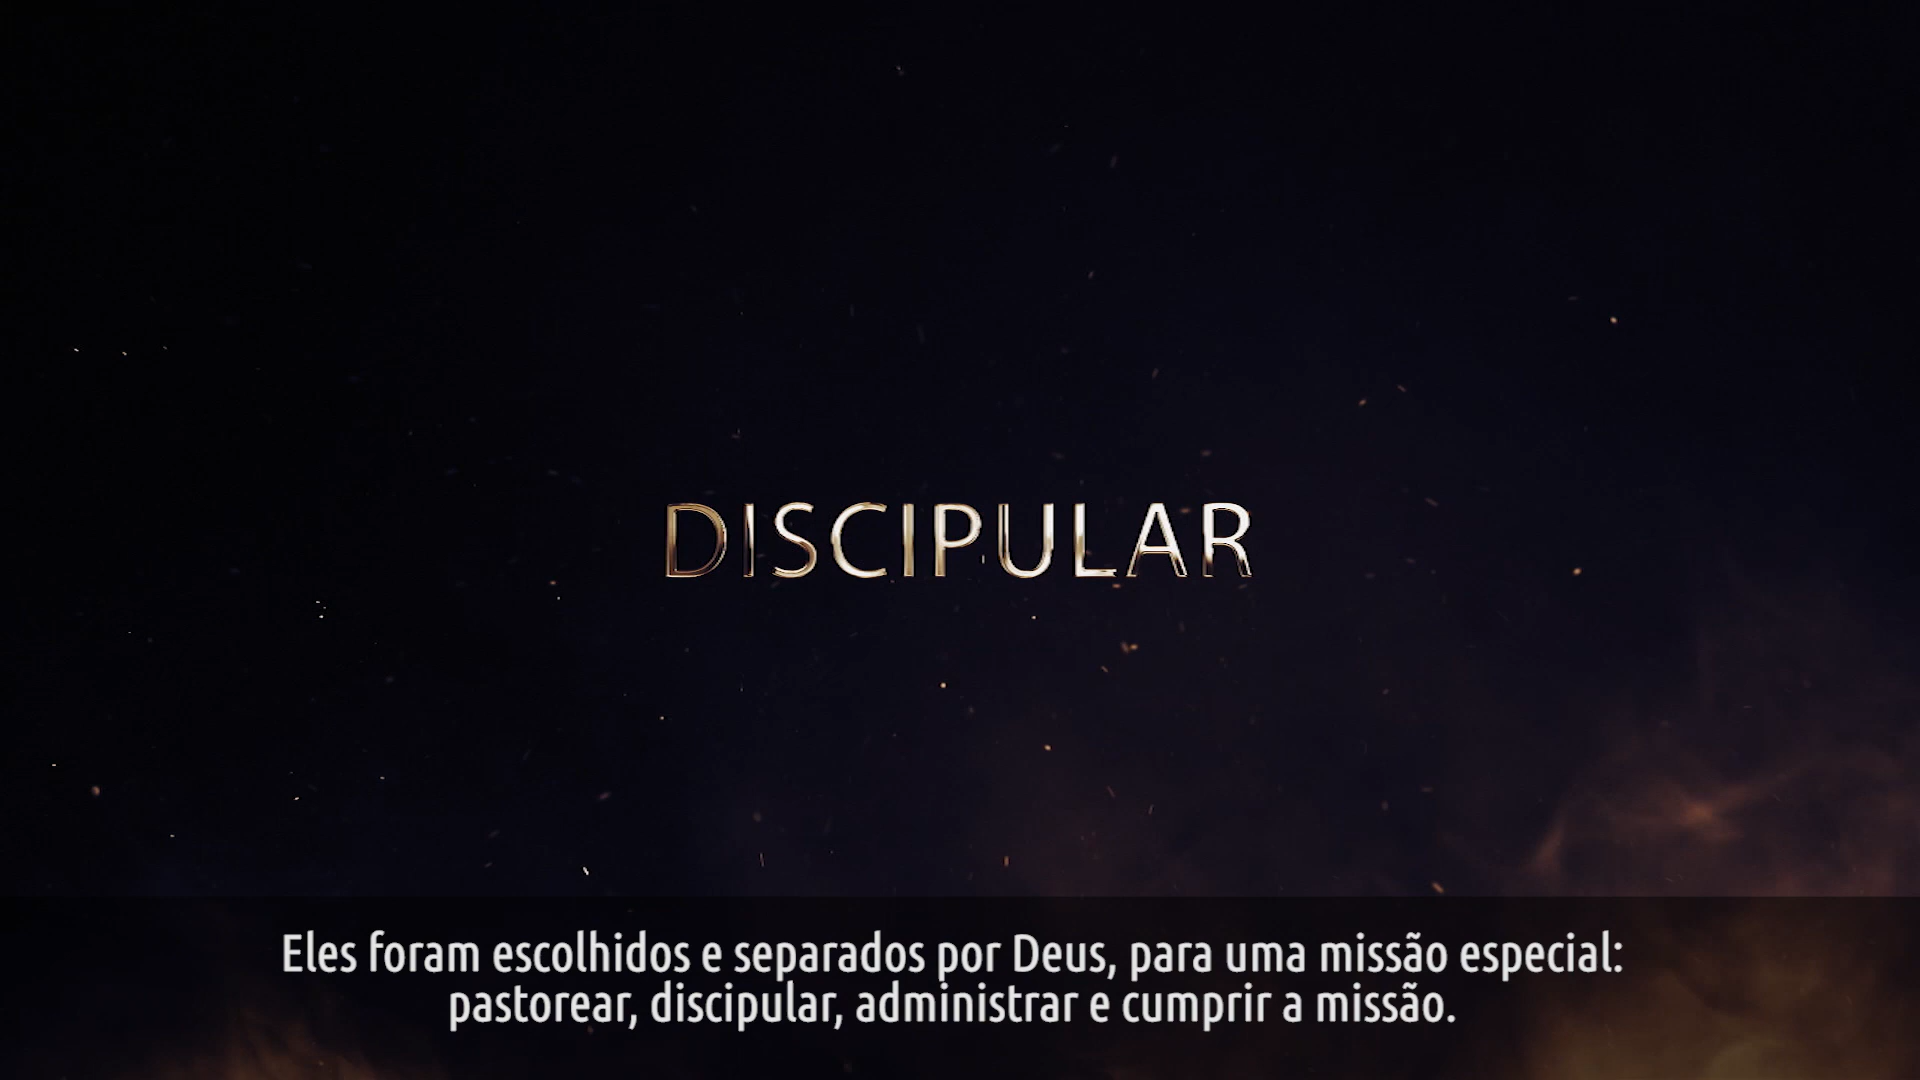 DISCIPULAR
Eles foram escolhidos e separados por Deus, para uma missão especial:
pastorear, discipular, administrar e cumprir a missão.